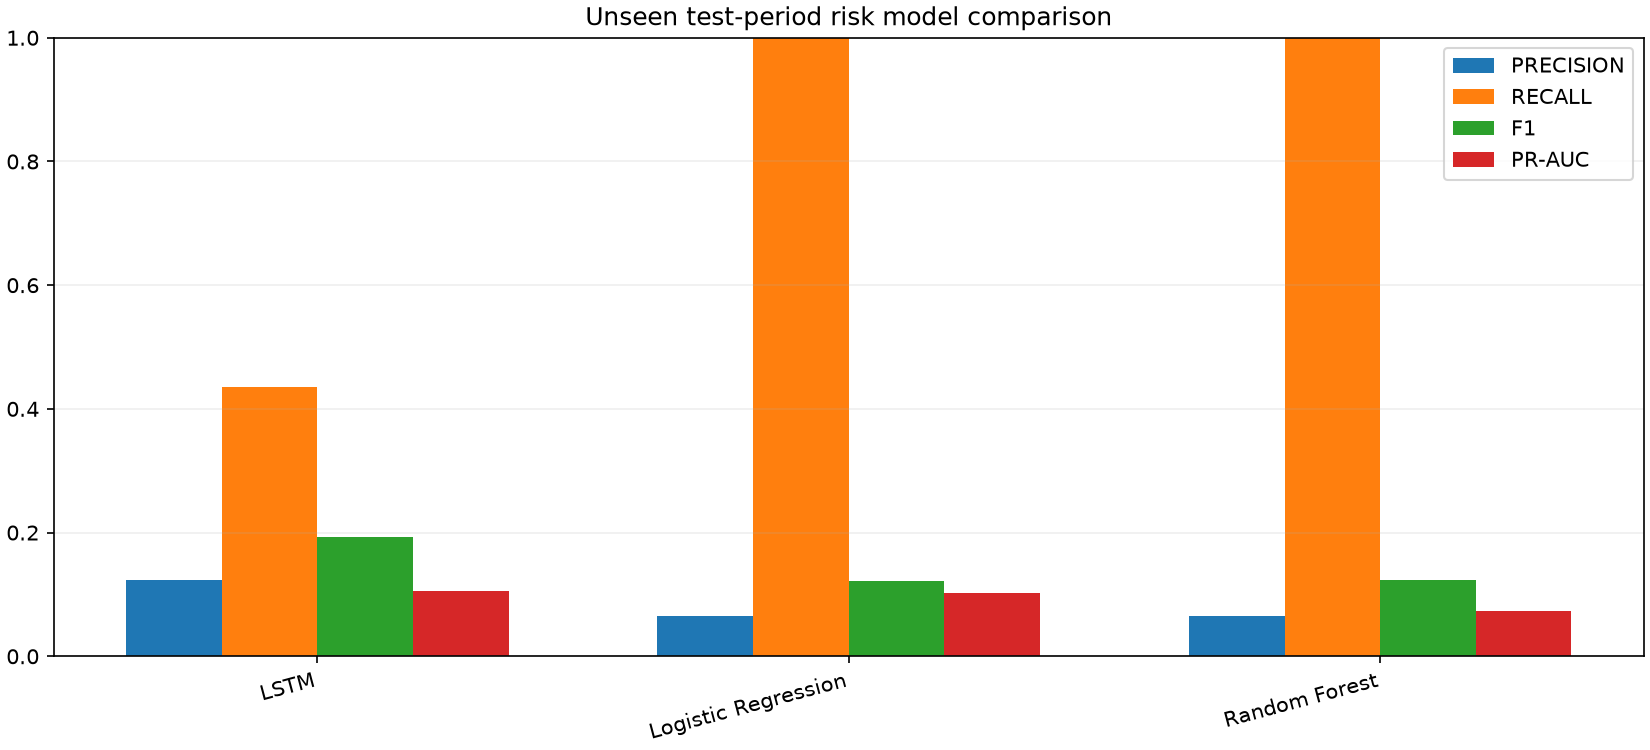 Unseen test-period risk model comparison
1.0
0.8
0.6
0.4
0.2
0.0
PRECISION
RECALL
F1
PR-AUC
LSTM
Logistic Regression
Random Forest